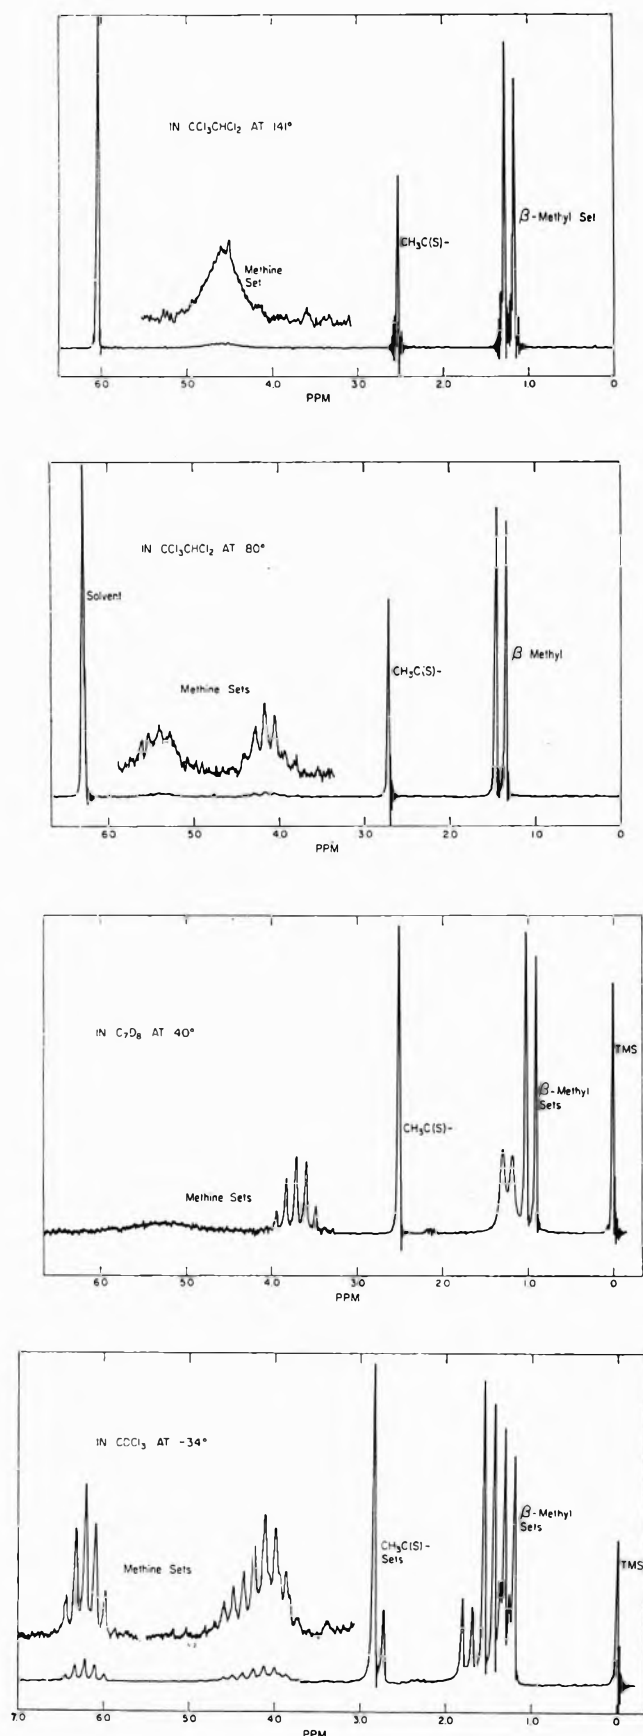 IN CCl3CHCl2 AT 141°
Methine
Set
CH3C(S)-
β-Methyl Set
6.0 5.0 4.0 3.0 2.0 1.0 0
PPM
IN CCl3CHCl2 AT 80°
Solvent
Methine Sets
CH3C(S)-
β Methyl
6.0 5.0 4.0 3.0 2.0 1.0 0
PPM
IN C7D8 AT 40°
TMS
β-Methyl
Sets
CH3C(S)-
Methine Sets
6.0 5.0 4.0 3.0 2.0 1.0 0
PPM
IN CDCl3 AT -34°
β-Methyl
Sets
CH3C(S)-
Sets
Methine Sets
TMS
7.0 6.0 5.0 4.0 3.0 2.0 1.0 0
PPM